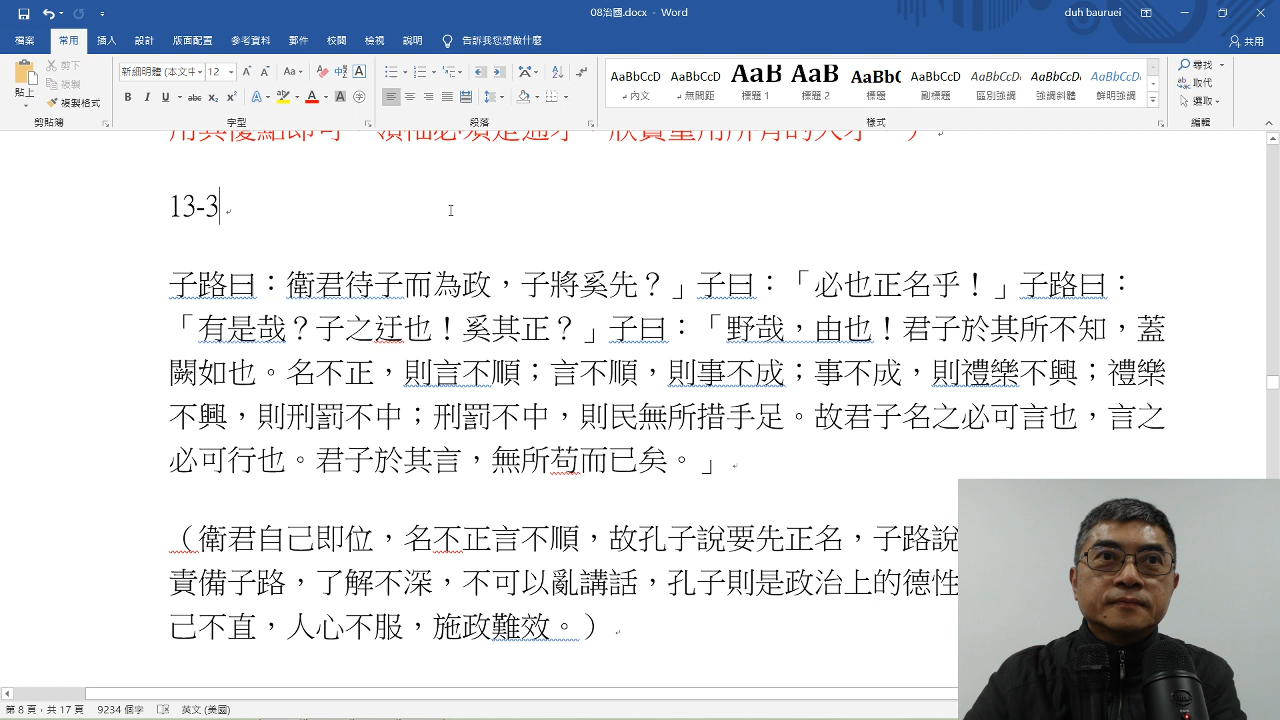 08治國.docx - Word
duh bauruei
檔案 常用 插入 設計 版面配置 參考資料 郵件 校閱 檢視 說明 告訴我您想做什麼 共用
貼上 剪下 複製 複製格式 剪貼簿
新細明體 (本文中 12 字型
段落
AaBbCcD AaBbCcD AaB AaB AaBb( AaBbCcD AaBbCcD AaBbCcD AaBbCcD
內文 無間距 標題 1 標題 2 標題 副標題 區別強調 強調斜體 鮮明強調
樣式
尋找 取代 選取 編輯
13-3
子路曰：衛君待子而為政，子將奚先？」子曰：「必也正名乎！」子路曰：
「有是哉？子之迂也！奚其正？」子曰：「野哉，由也！君子於其所不知，蓋
闕如也。名不正，則言不順；言不順，則事不成；事不成，則禮樂不興；禮樂
不興，則刑罰不中；刑罰不中，則民無所措手足。故君子名之必可言也，言之
必可行也。君子於其言，無所苟而已矣。」
（衛君自己即位，名不正言不順，故孔子說要先正名，子路說
責備子路，了解不深，不可以亂講話，孔子則是政治上的德性
己不直，人心不服，施政難效。）
第 8 頁，共 17 頁 9234 個字 英文 (美國)